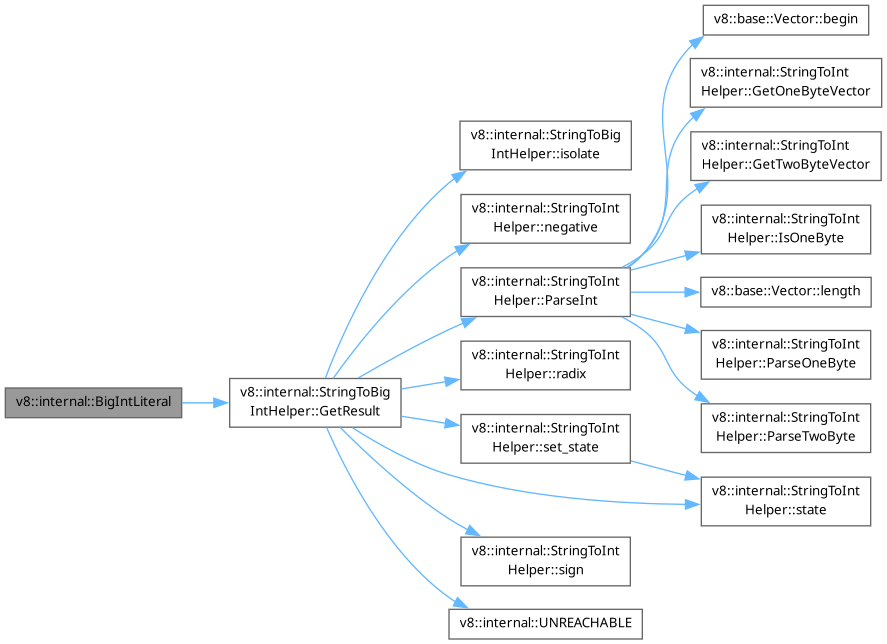 v8::internal::BigIntLiteral
v8::internal::StringToBig
IntHelper::GetResult
v8::internal::StringToBig
IntHelper::isolate
v8::internal::StringToInt
Helper::negative
v8::internal::StringToInt
Helper::ParseInt
v8::internal::StringToInt
Helper::radix
v8::internal::StringToInt
Helper::set_state
v8::internal::StringToInt
Helper::sign
v8::internal::UNREACHABLE
v8::base::Vector::begin
v8::internal::StringToInt
Helper::GetOneByteVector
v8::internal::StringToInt
Helper::GetTwoByteVector
v8::internal::StringToInt
Helper::IsOneByte
v8::base::Vector::length
v8::internal::StringToInt
Helper::ParseOneByte
v8::internal::StringToInt
Helper::ParseTwoByte
v8::internal::StringToInt
Helper::state